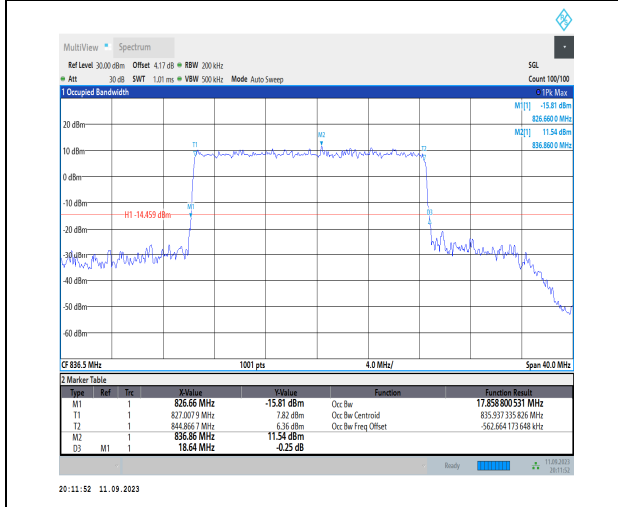 MultiView Spectrum
Ref Level 30.00 dBm Offset 4.17 dB RBW 200 kHz SGL
Att 30 dB SWT 1.01 ms VBW 500 kHz Mode Auto Sweep Count 100/100
1 Occupied Bandwidth 1Pk Max
M1[1] -15.81 dBm
826.660 0 MHz
M2[1] 11.54 dBm
836.860 0 MHz
20 dBm
M2
T1
T2
10 dBm
0 dBm
-10 dBm
M1
H1 -14.459 dBm
D3
-20 dBm
-30 dBm
-40 dBm
-50 dBm
-60 dBm
CF 836.5 MHz 1001 pts 4.0 MHz/ Span 40.0 MHz
2 Marker Table
Type Ref Trc X-Value Y-Value Function Function Result
M1 1 826.66 MHz -15.81 dBm Occ Bw 17.858 800 531 MHz
T1 1 827.007 9 MHz 7.82 dBm Occ Bw Centroid 835.937 335 826 MHz
T2 1 844.866 7 MHz 6.36 dBm Occ Bw Freq Offset -562.664 173 648 kHz
M2 1 836.86 MHz 11.54 dBm
D3 M1 1 18.64 MHz -0.25 dB
Ready 11.09.2023
20:11:52
20:11:52 11.09.2023